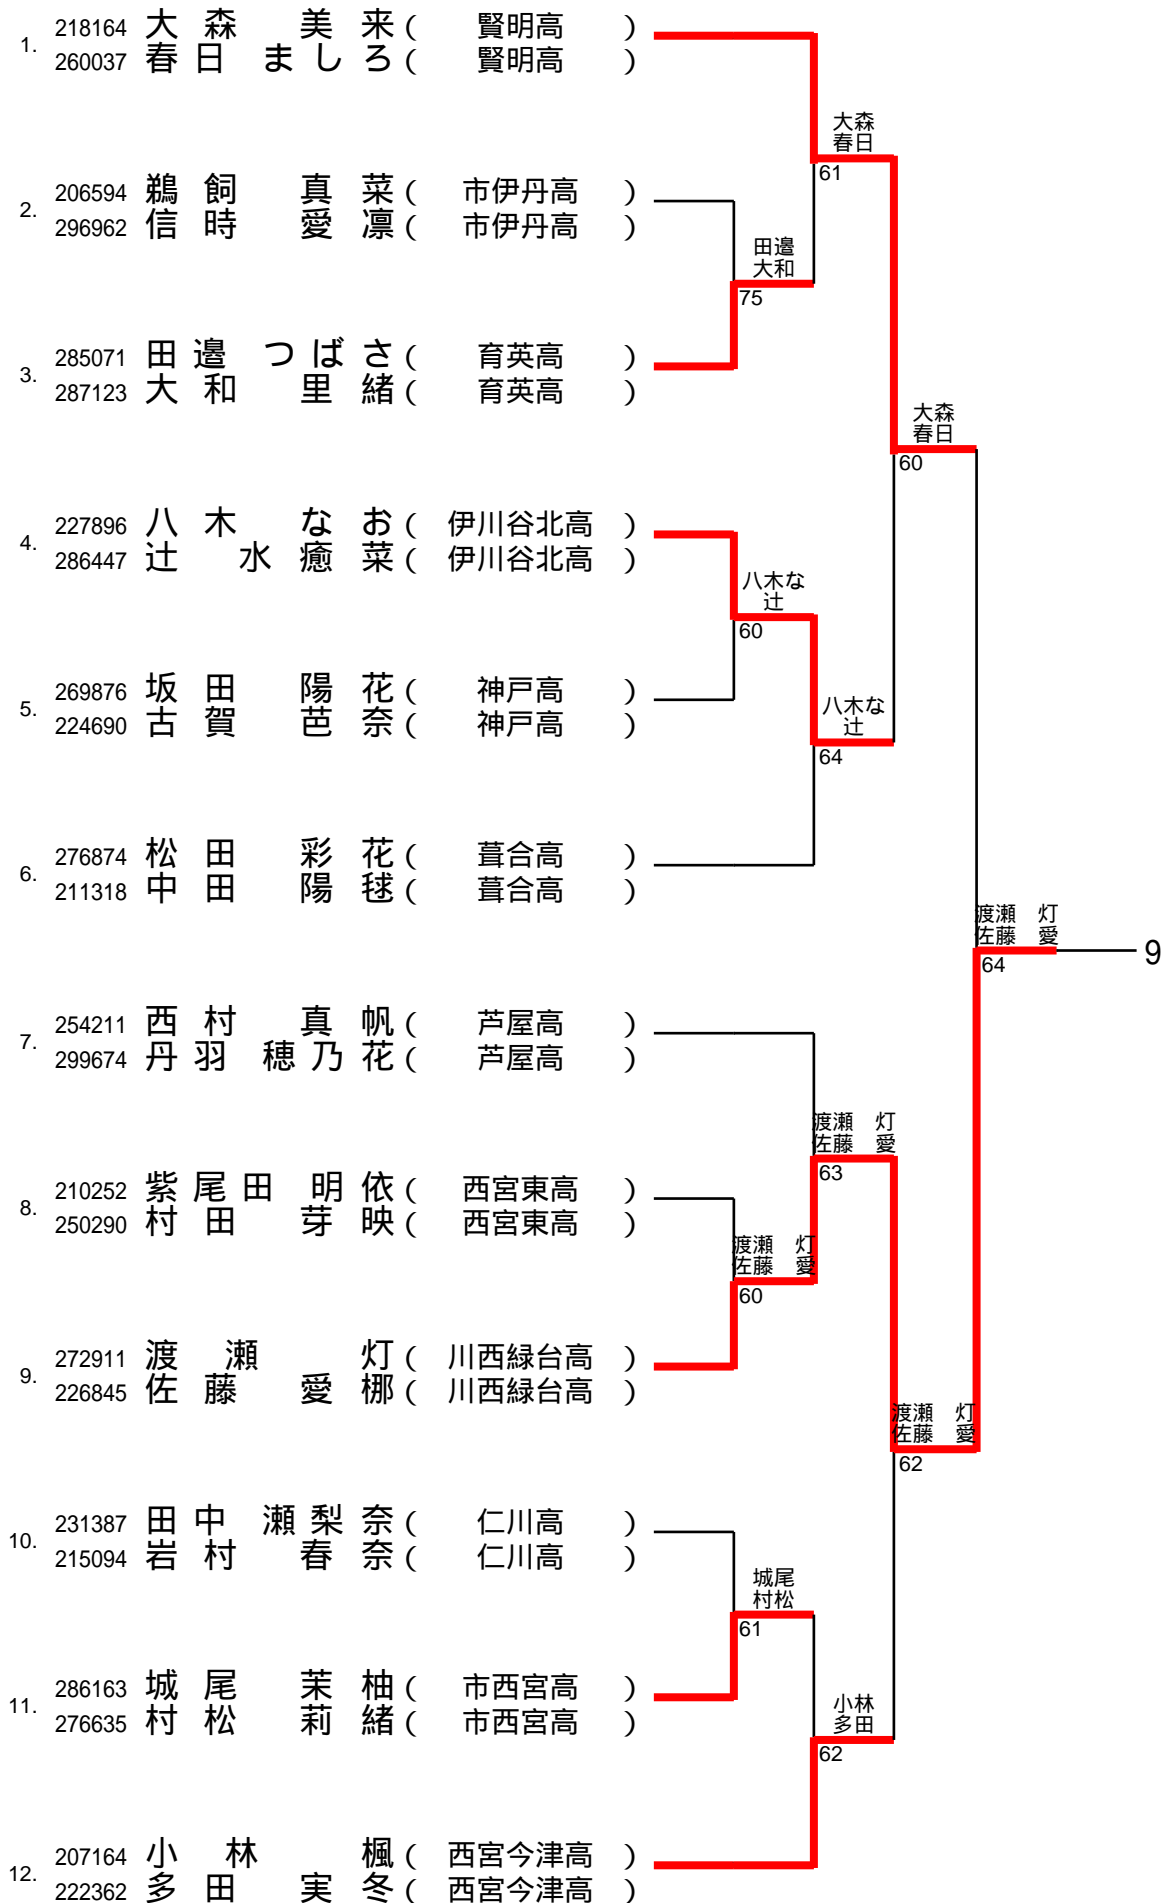 1. 218164 大森 美来 ( 賢明高 )
260037 春日 ましろ ( 賢明高 )
大森
春日
61
2. 206594 鵜飼 真菜 ( 市伊丹高 )
296962 信時 愛凛 ( 市伊丹高 )
田邉
大和
75
3. 285071 田邉 つばさ ( 育英高 )
287123 大和 里緒 ( 育英高 )
大森
春日
60
4. 227896 八木 なお ( 伊川谷北高 )
286447 辻 水癒菜 ( 伊川谷北高 )
八木な
辻
60
5. 269876 坂田 陽花 ( 神戸高 )
224690 古賀 芭奈 ( 神戸高 )
八木な
辻
64
6. 276874 松田 彩花 ( 葺合高 )
211318 中田 陽毬 ( 葺合高 )
渡瀬 灯
佐藤 愛
64
9
7. 254211 西村 真帆 ( 芦屋高 )
299674 丹羽 穂乃花 ( 芦屋高 )
渡瀬 灯
佐藤 愛
63
8. 210252 紫尾田 明依 ( 西宮東高 )
250290 村田 芽映 ( 西宮東高 )
渡瀬 灯
佐藤 愛
60
9. 272911 渡瀬 灯 ( 川西緑台高 )
226845 佐藤 愛梛 ( 川西緑台高 )
渡瀬 灯
佐藤 愛
62
10. 231387 田中 瀬梨奈 ( 仁川高 )
215094 岩村 春奈 ( 仁川高 )
城尾
村松
61
11. 286163 城尾 茉柚 ( 市西宮高 )
276635 村松 莉緒 ( 市西宮高 )
小林
多田
62
12. 207164 小林 楓 ( 西宮今津高 )
222362 多田 実冬 ( 西宮今津高 )